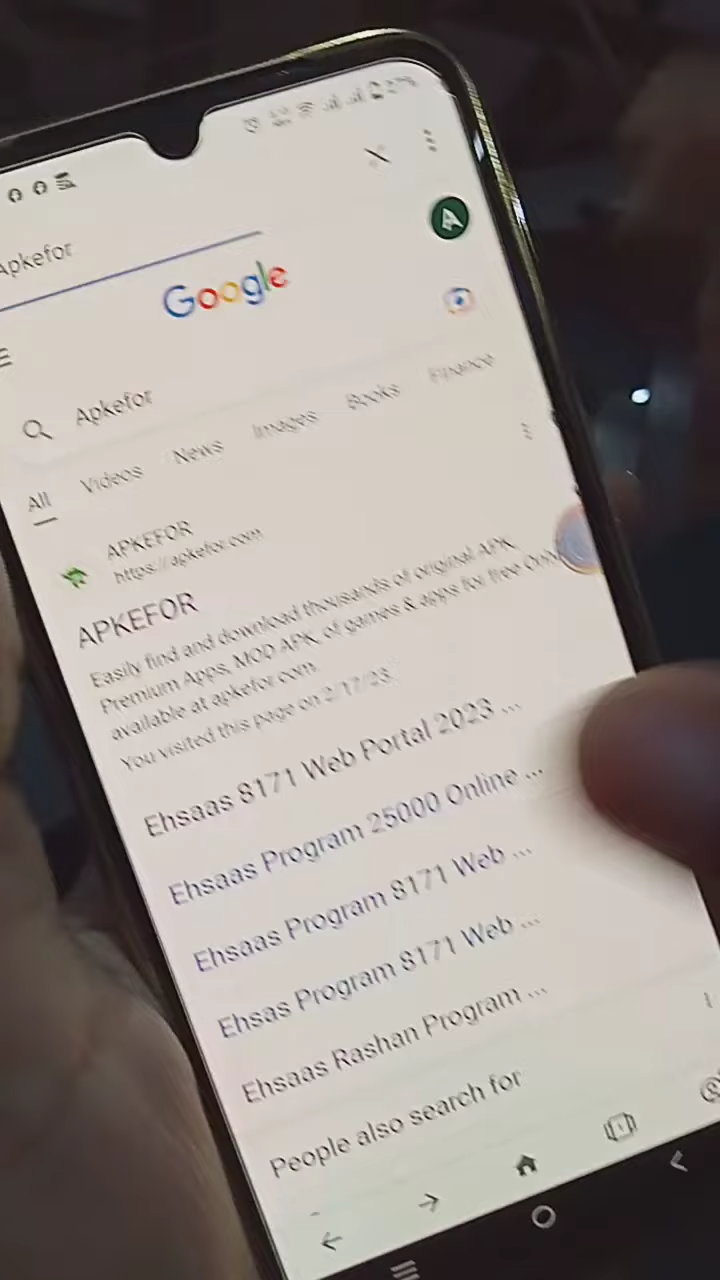 27%
Apkefor
Google
Apkefor
All Videos News Images Books Finance
APKEFOR
https://apkefor.com
APKEFOR
Easily find and download thousands of original APK,
Premium Apps, MOD APK, of games & apps for free
available at apkefor.com.
You visited this page on 2/17/23.
Ehsaas 8171 Web Portal 2023 ...
Ehsaas Program 25000 Online ...
Ehsaas Program 8171 Web ...
Ehsas Program 8171 Web ...
Ehsaas Rashan Program ...
People also search for